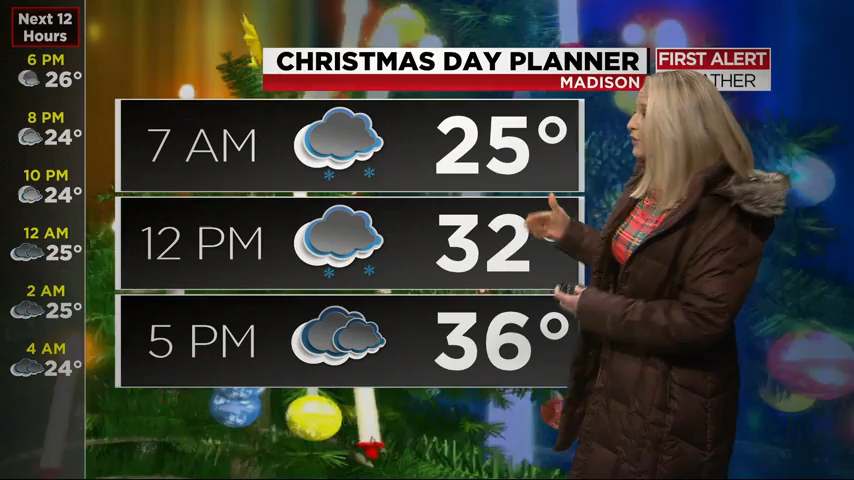 Next 12
Hours
6 PM
26°
8 PM
24°
10 PM
24°
12 AM
25°
2 AM
25°
4 AM
24°
CHRISTMAS DAY PLANNER
MADISON
FIRST ALERT
7 AM 25°
12 PM 32
5 PM 36°